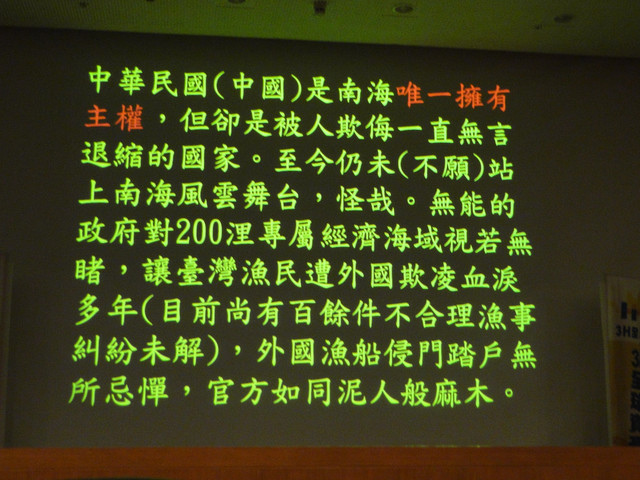 中華民國(中國)是南海唯一擁有
主權，但卻是被人欺侮一直無言
退縮的國家。至今仍未(不願)站
上南海風雲舞台，怪哉。無能的
政府對200浬專屬經濟海域視若無
睹，讓臺灣漁民遭外國欺凌血淚
多年(目前尚有百餘件不合理漁事
糾紛未解)，外國漁船侵門踏戶無
所忌憚，官方如同泥人般麻木。